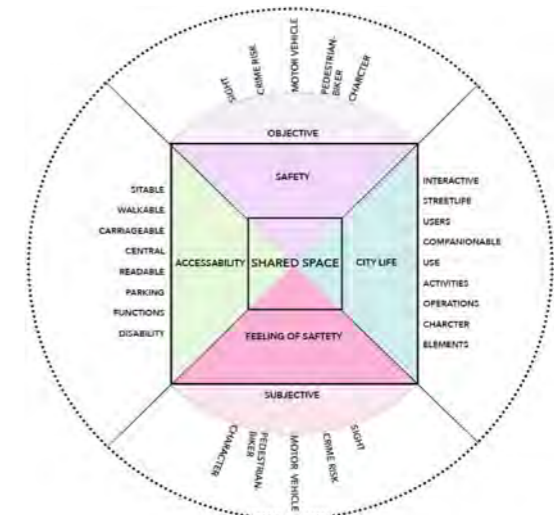 SIGHT
CRIME RISK
MOTOR VEHICLE
PEDESTRIAN-
BIKER
CHARCTER
OBJECTIVE
SAFETY
SITABLE
WALKABLE
CARRIAGEABLE
CENTRAL
READABLE
PARKING
FUNCTIONS
DISABILITY
ACCESSABILITY
SHARED SPACE
CITY LIFE
INTERACTIVE
STREETLIFE
USERS
COMPANIONABLE
USE
ACTIVITIES
OPERATIONS
CHARCTER
ELEMENTS
FEELING OF SAFTETY
SUBJECTIVE
CHARACTER
PEDESTRIAN-
BIKER
MOTOR VEHICLE
CRIME RISK
SIGHT